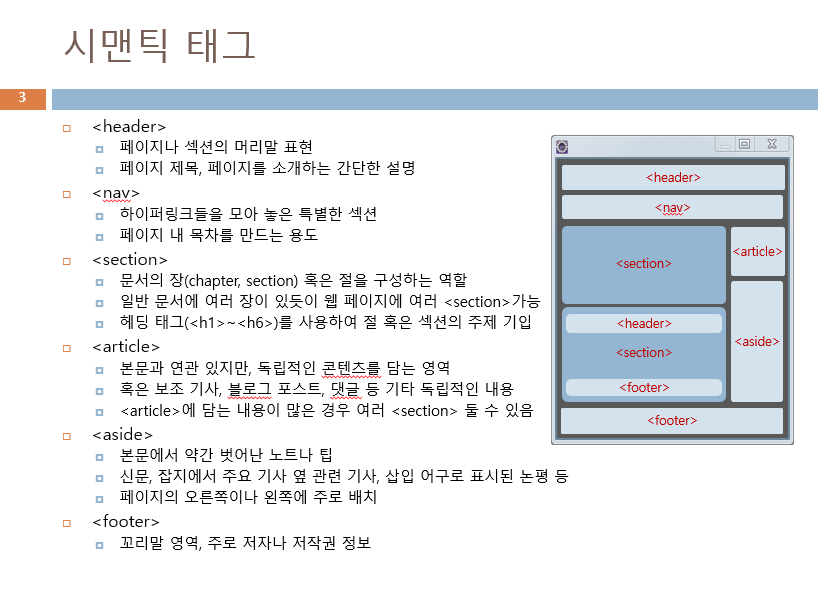 시맨틱 태그
3
<header>
페이지나 섹션의 머리말 표현
페이지 제목, 페이지를 소개하는 간단한 설명
<nav>
하이퍼링크들을 모아 놓은 특별한 섹션
페이지 내 목차를 만드는 용도
<section>
문서의 장(chapter, section) 혹은 절을 구성하는 역할
일반 문서에 여러 장이 있듯이 웹 페이지에 여러 <section>가능
헤딩 태그(<h1>~<h6>)를 사용하여 절 혹은 섹션의 주제 기입
<article>
본문과 연관 있지만, 독립적인 콘텐츠를 담는 영역
혹은 보조 기사, 블로그 포스트, 댓글 등 기타 독립적인 내용
<article>에 담는 내용이 많은 경우 여러 <section> 둘 수 있음
<aside>
본문에서 약간 벗어난 노트나 팁
신문, 잡지에서 주요 기사 옆 관련 기사, 삽입 어구로 표시된 논평 등
페이지의 오른쪽이나 왼쪽에 주로 배치
<footer>
꼬리말 영역, 주로 저자나 저작권 정보
<header>
<nav>
<section>
<article>
<header>
<section>
<footer>
<aside>
<footer>